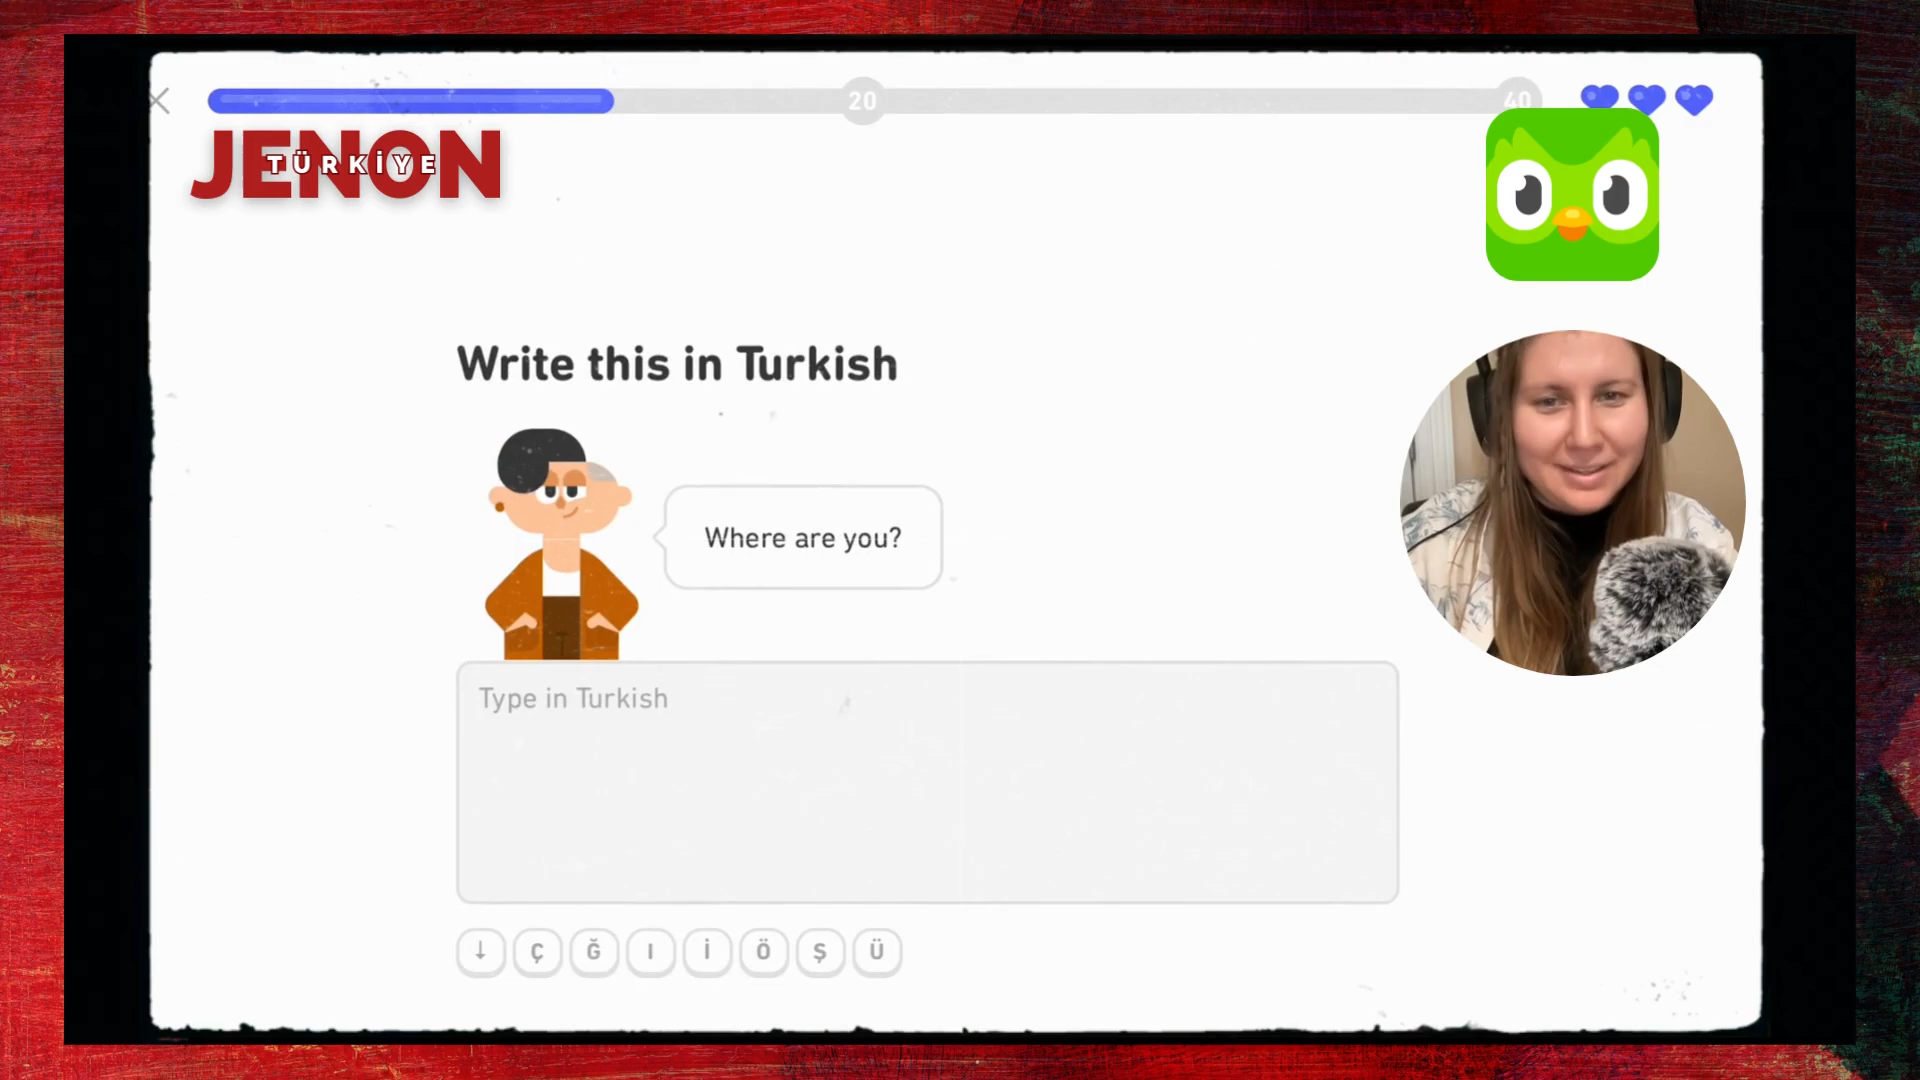 20
40
JENON
TÜRKİYE
Write this in Turkish
Where are you?
Type in Turkish
↓ Ç Ğ I İ Ö Ş Ü